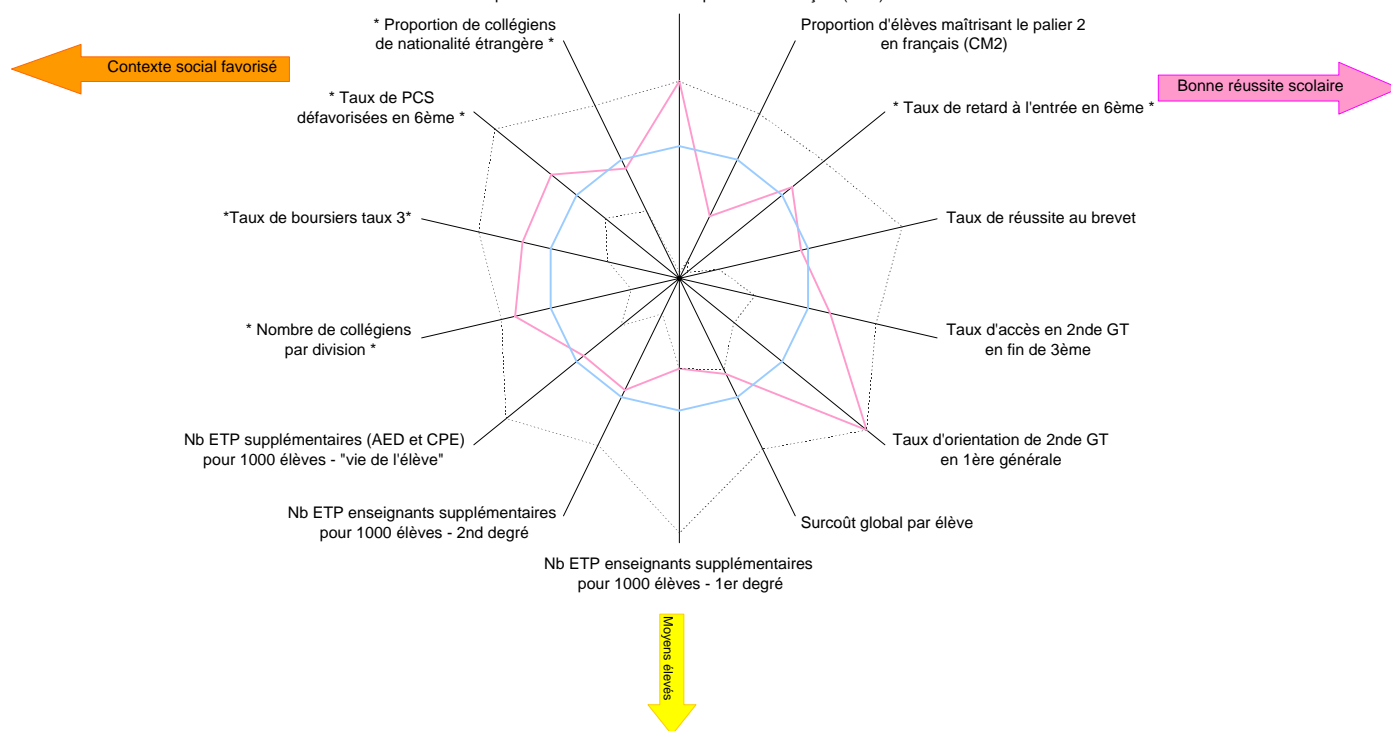 * Proportion de collégiens
de nationalité étrangère *
Proportion d'élèves maîtrisant le palier 2
en français (CM2)
Contexte social favorisé
Bonne réussite scolaire
* Taux de PCS
défavorisées en 6ème *
* Taux de retard à l'entrée en 6ème *
*Taux de boursiers taux 3*
Taux de réussite au brevet
* Nombre de collégiens
par division *
Taux d'accès en 2nde GT
en fin de 3ème
Nb ETP supplémentaires (AED et CPE)
pour 1000 élèves - "vie de l'élève"
Taux d'orientation de 2nde GT
en 1ère générale
Nb ETP enseignants supplémentaires
pour 1000 élèves - 2nd degré
Surcoût global par élève
Nb ETP enseignants supplémentaires
pour 1000 élèves - 1er degré
Moyens élevés